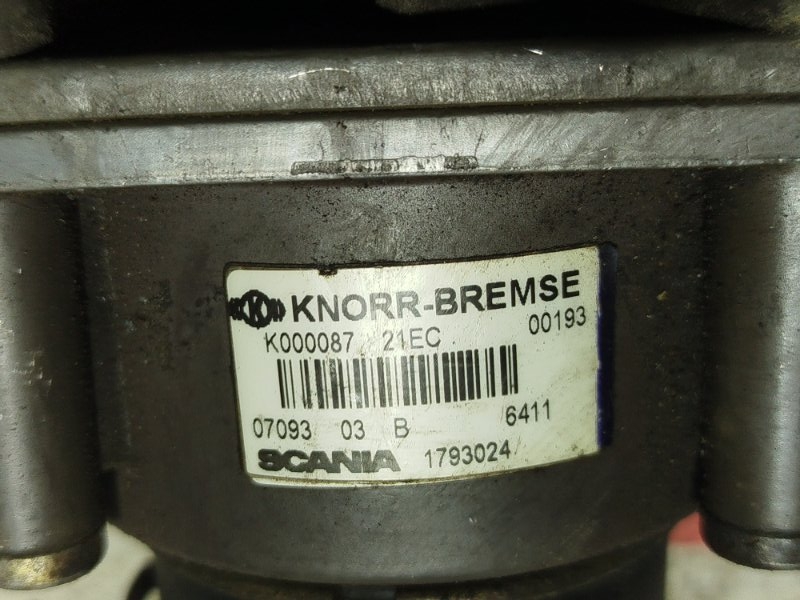 K KNORR-BREMSE
K000087 21EC 00193
07093 03 B 6411
SCANIA 1793024